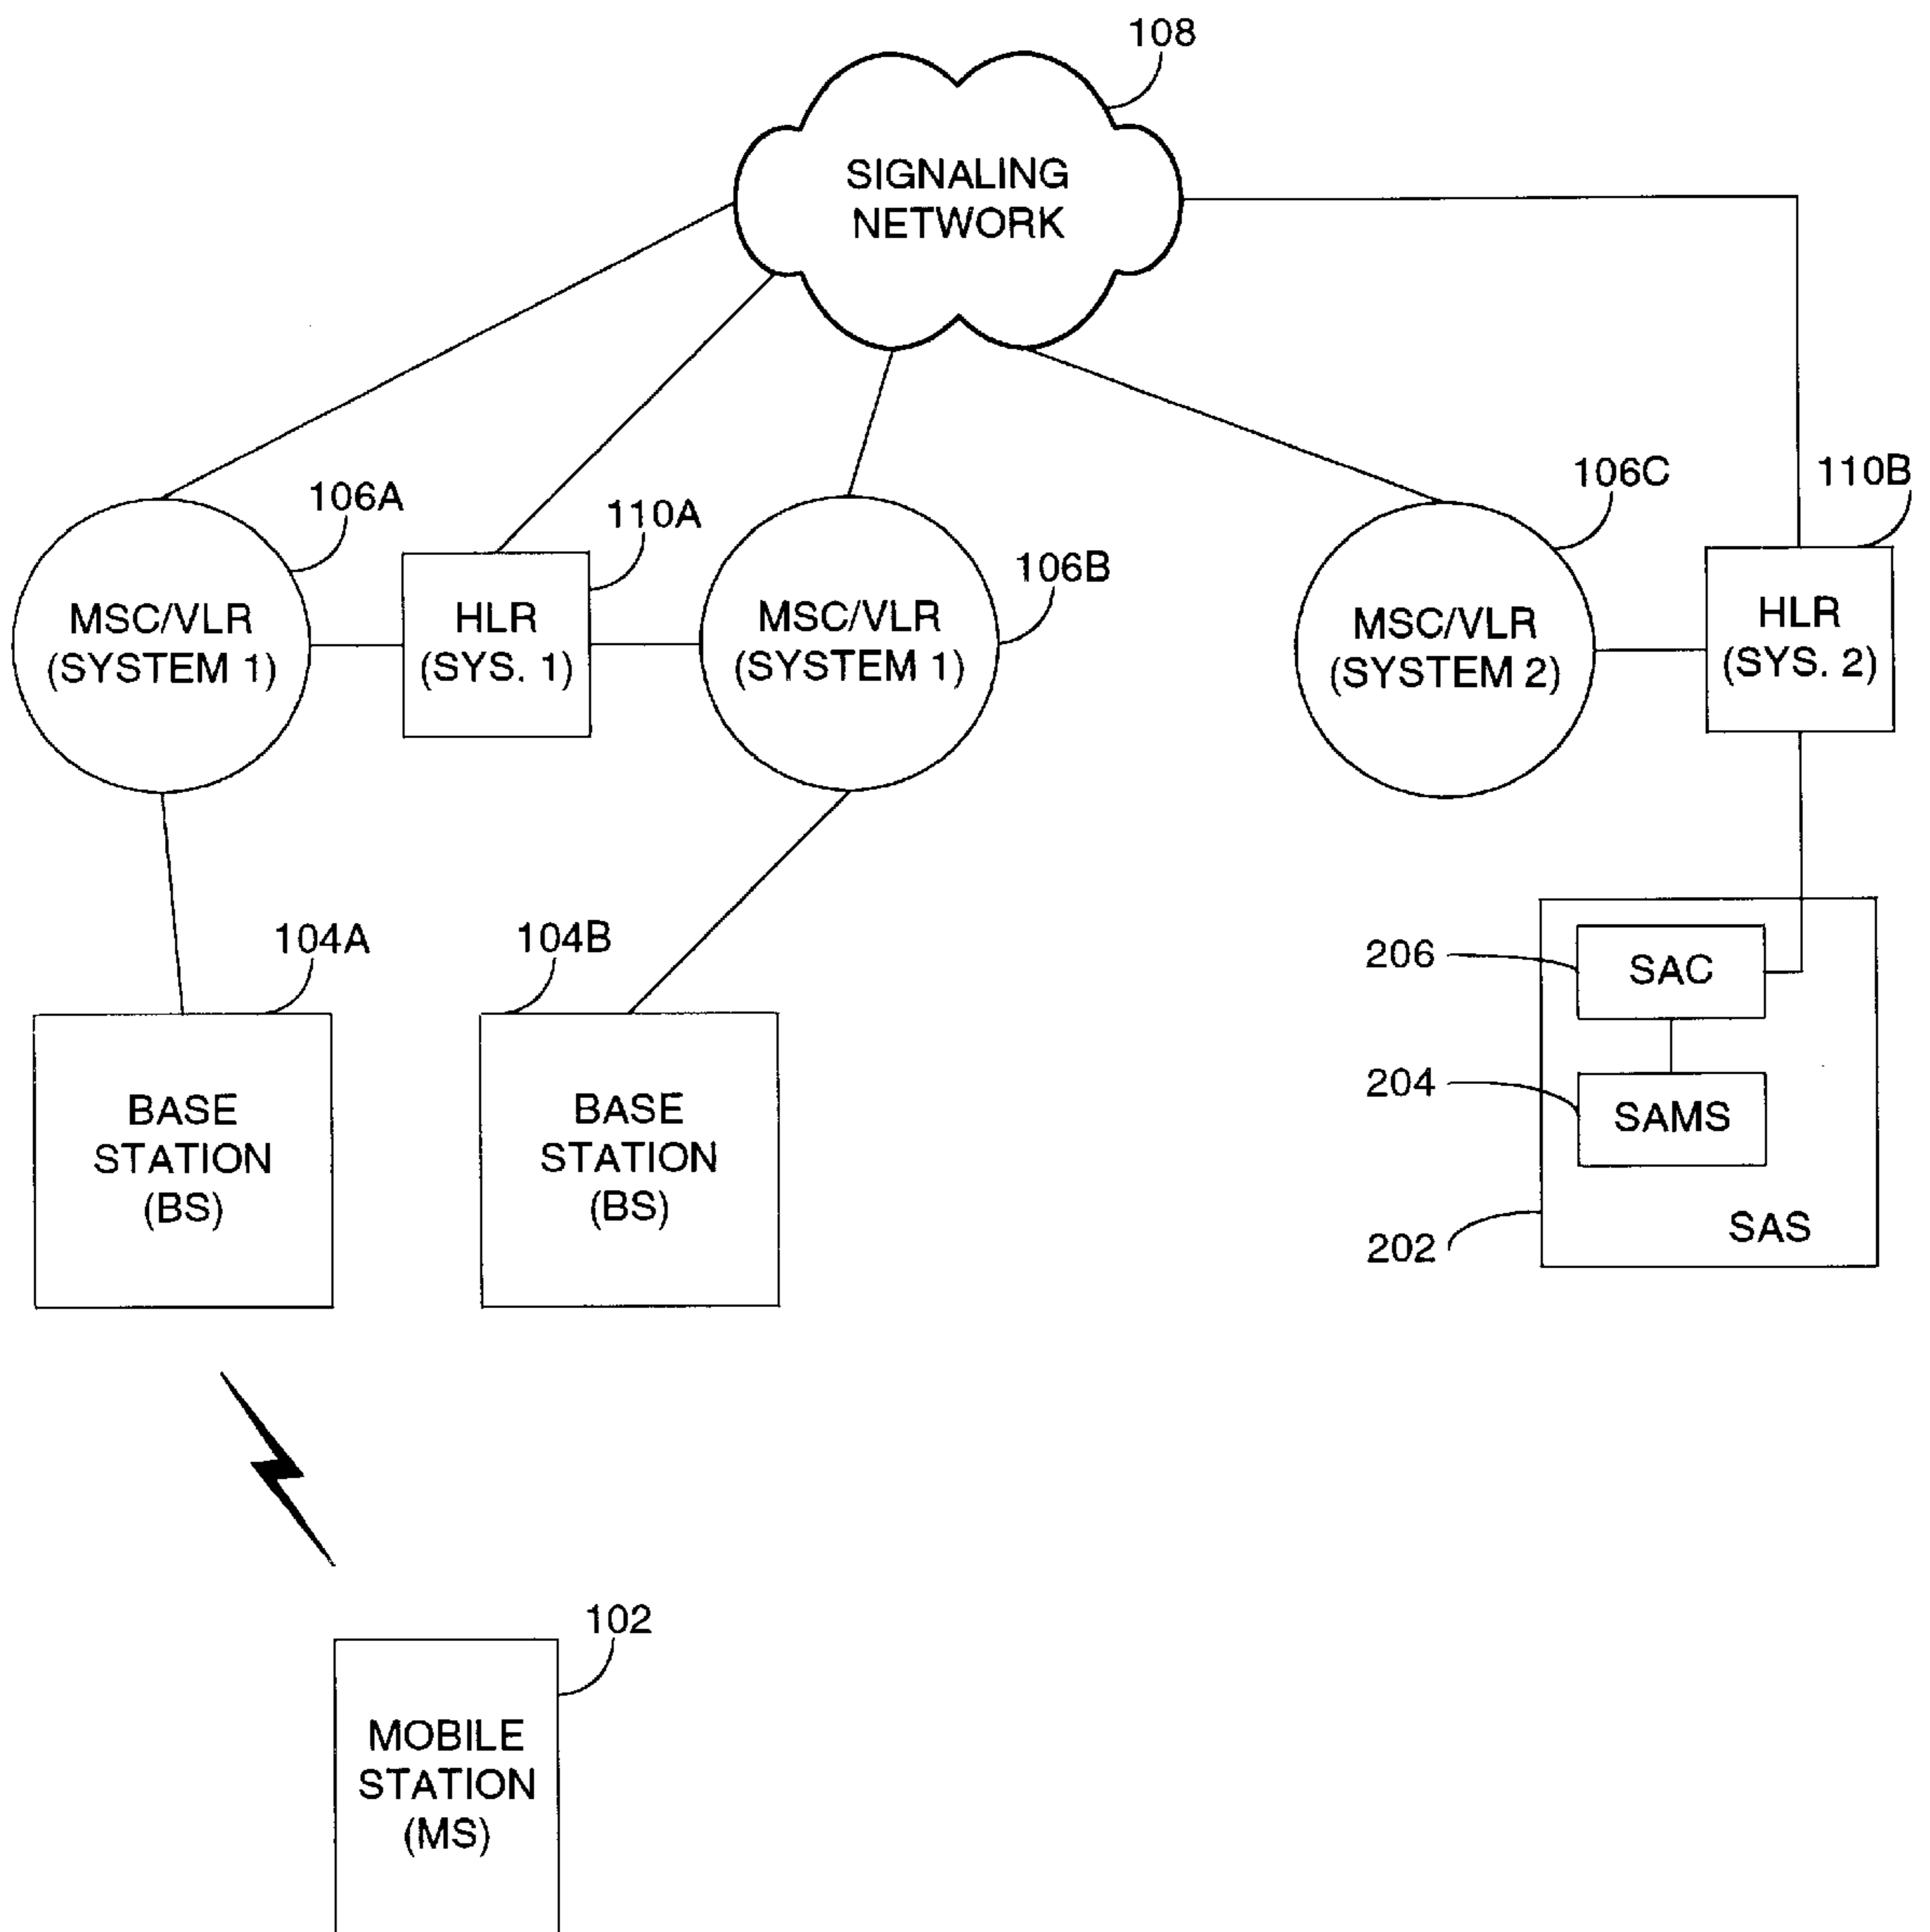 108
SIGNALING
NETWORK
106A
110A
106B
106C
110B
MSC/VLR
(SYSTEM 1)
HLR
(SYS. 1)
MSC/VLR
(SYSTEM 1)
MSC/VLR
(SYSTEM 2)
HLR
(SYS. 2)
104A
104B
206
SAC
204
SAMS
202
SAS
BASE
STATION
(BS)
BASE
STATION
(BS)
102
MOBILE
STATION
(MS)